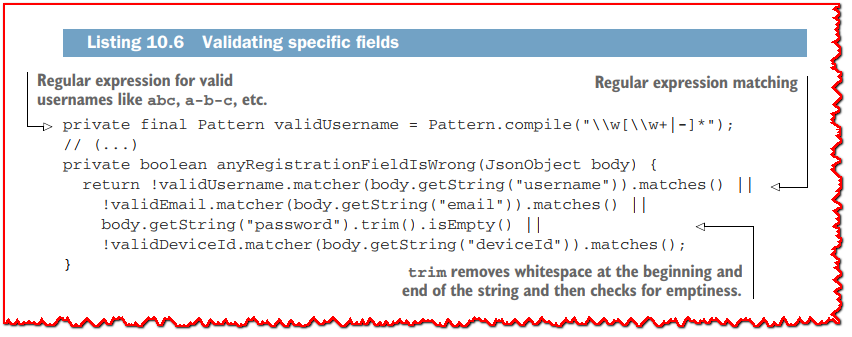 Listing 10.6 Validating specific fields
Regular expression for valid
usernames like abc, a-b-c, etc.
Regular expression matching
private final Pattern validUsername = Pattern.compile("\\w[\\w+|-]*");
// (...)
private boolean anyRegistrationFieldIsWrong(JsonObject body) {
return !validUsername.matcher(body.getString("username")).matches() ||
!validEmail.matcher(body.getString("email")).matches() ||
body.getString("password").trim().isEmpty() ||
!validDeviceId.matcher(body.getString("deviceId")).matches();
}
trim removes whitespace at the beginning and
end of the string and then checks for emptiness.